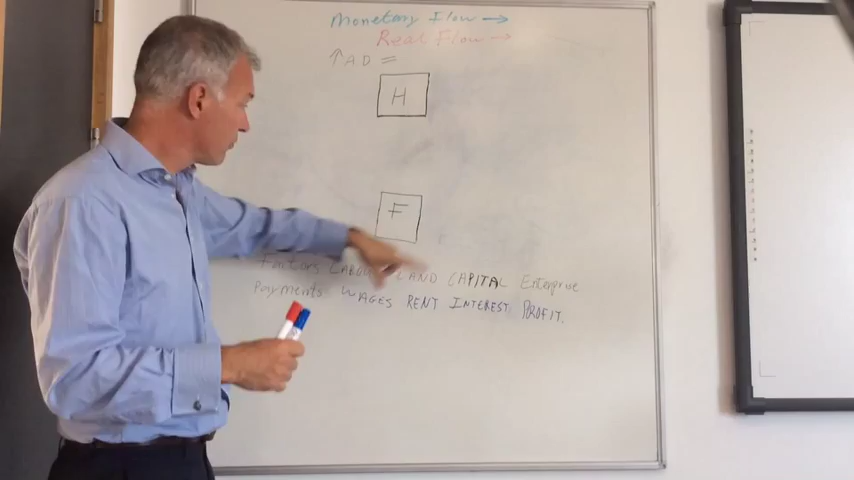 Monetary Flow →
Real Flow →
↑AD =
H
F
Factors LABOUR LAND CAPITAL Enterprise
Payments WAGES RENT INTEREST PROFIT.